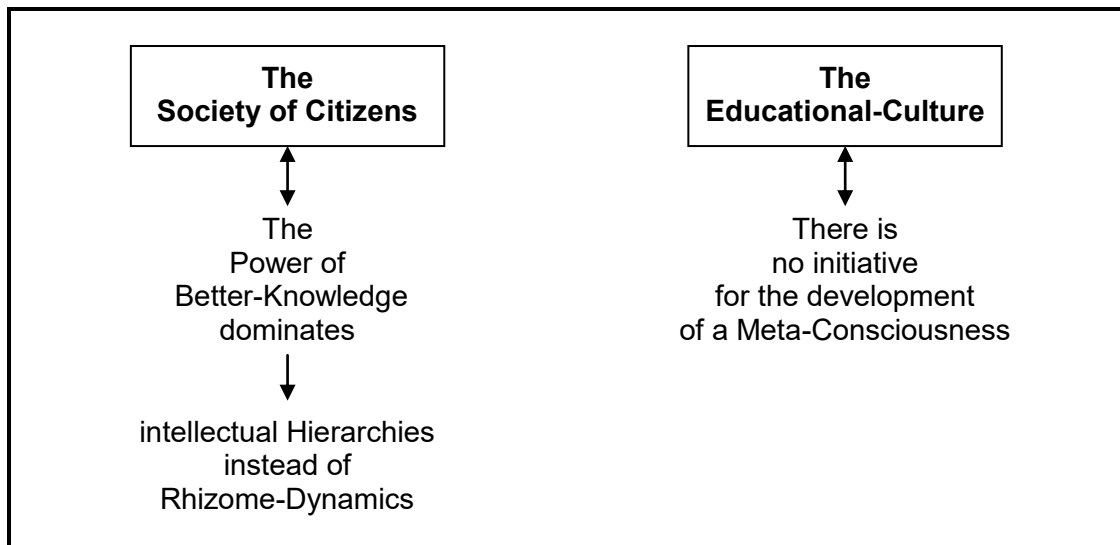 The
Society of Citizens
The
Power of
Better-Knowledge
dominates
intellectual Hierarchies
instead of
Rhizome-Dynamics
The
Educational-Culture
There is
no initiative
for the development
of a Meta-Consciousness